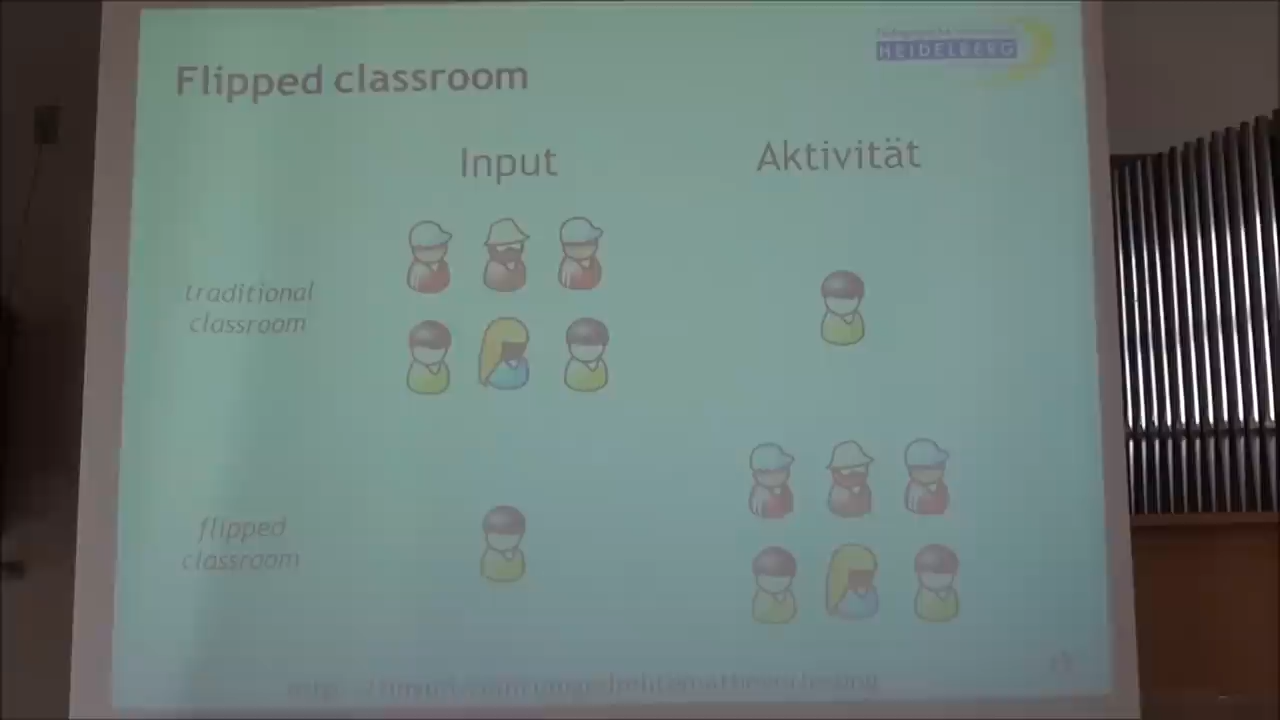 HEIDELBERG
Flipped classroom
Input
Aktivität
traditional
classroom
flipped
classroom